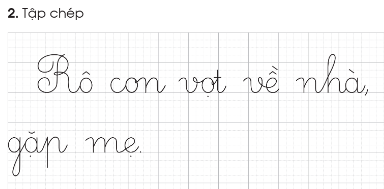 2. Tập chép
Rô con vọt về nhà,
gặp mẹ.